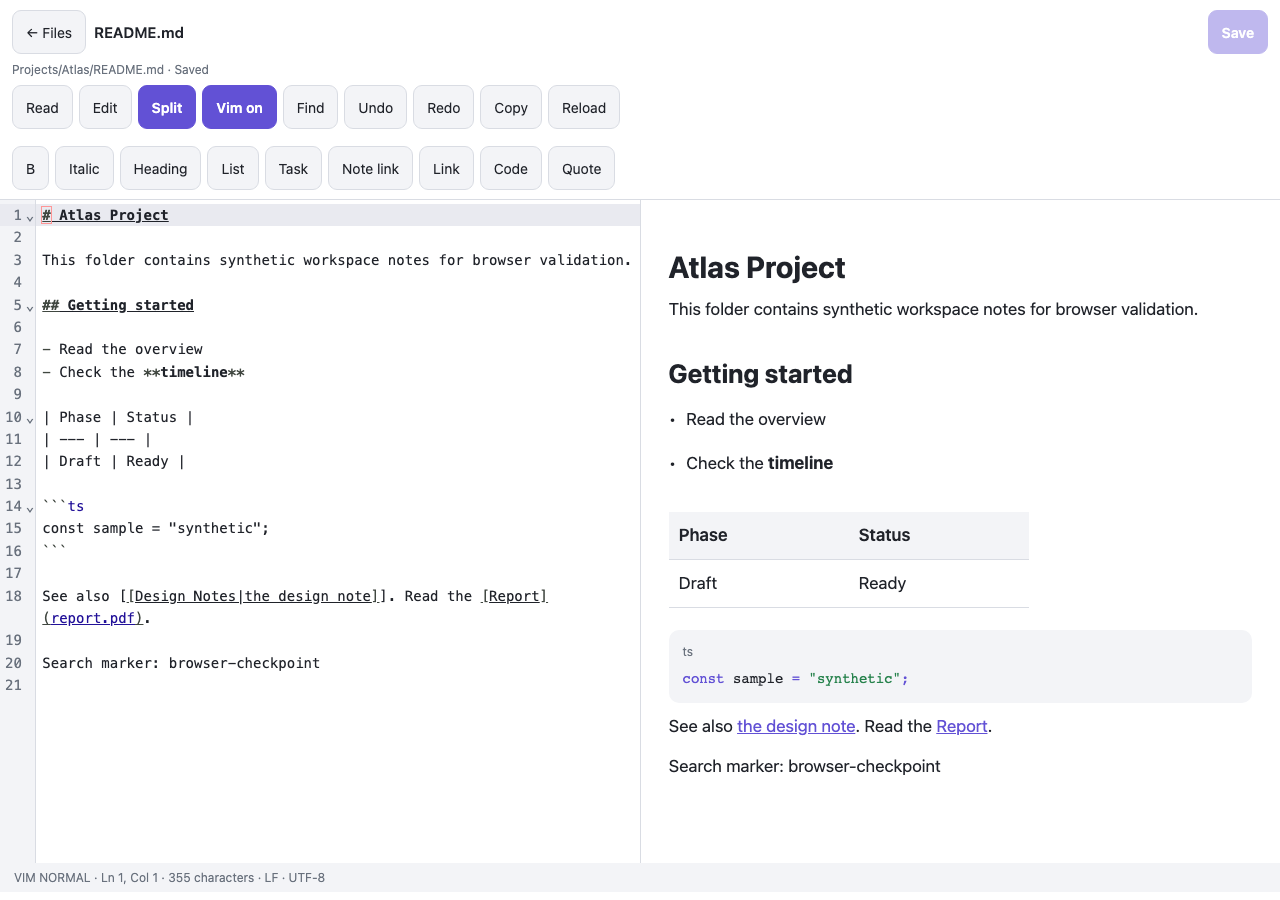 ← Files README.md Save
Projects/Atlas/README.md · Saved
Read Edit Split Vim on Find Undo Redo Copy Reload
B Italic Heading List Task Note link Link Code Quote
1 # Atlas Project
2
3 This folder contains synthetic workspace notes for browser validation.
4
5 ## Getting started
6
7 - Read the overview
8 - Check the **timeline**
9
10 | Phase | Status |
11 | --- | --- |
12 | Draft | Ready |
13
14 ```ts
15 const sample = "synthetic";
16 ```
17
18 See also [[Design Notes|the design note]]. Read the [Report]
(report.pdf).
19
20 Search marker: browser-checkpoint
21
Atlas Project
This folder contains synthetic workspace notes for browser validation.
Getting started
• Read the overview
• Check the timeline
Phase Status
Draft Ready
ts
const sample = "synthetic";
See also the design note. Read the Report.
Search marker: browser-checkpoint
VIM NORMAL · Ln 1, Col 1 · 355 characters · LF · UTF-8